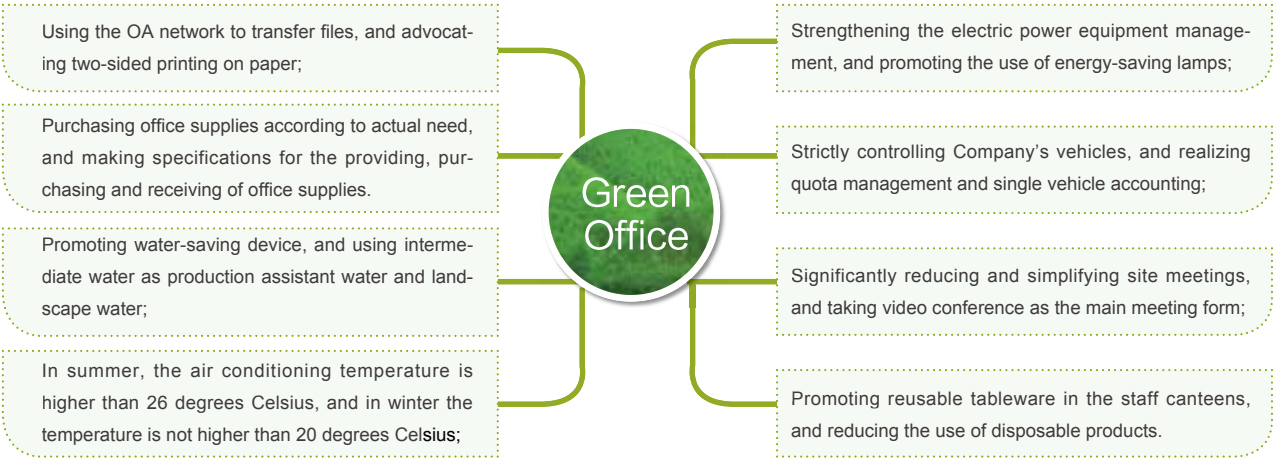 Using the OA network to transfer files, and advocat-
ing two-sided printing on paper;
Purchasing office supplies according to actual need,
and making specifications for the providing, pur-
chasing and receiving of office supplies.
Promoting water-saving device, and using interme-
diate water as production assistant water and land-
scape water;
In summer, the air conditioning temperature is
higher than 26 degrees Celsius, and in winter the
temperature is not higher than 20 degrees Celsius;
Green
Office
Strengthening the electric power equipment manage-
ment, and promoting the use of energy-saving lamps;
Strictly controlling Company’s vehicles, and realizing
quota management and single vehicle accounting;
Significantly reducing and simplifying site meetings,
and taking video conference as the main meeting form;
Promoting reusable tableware in the staff canteens,
and reducing the use of disposable products.